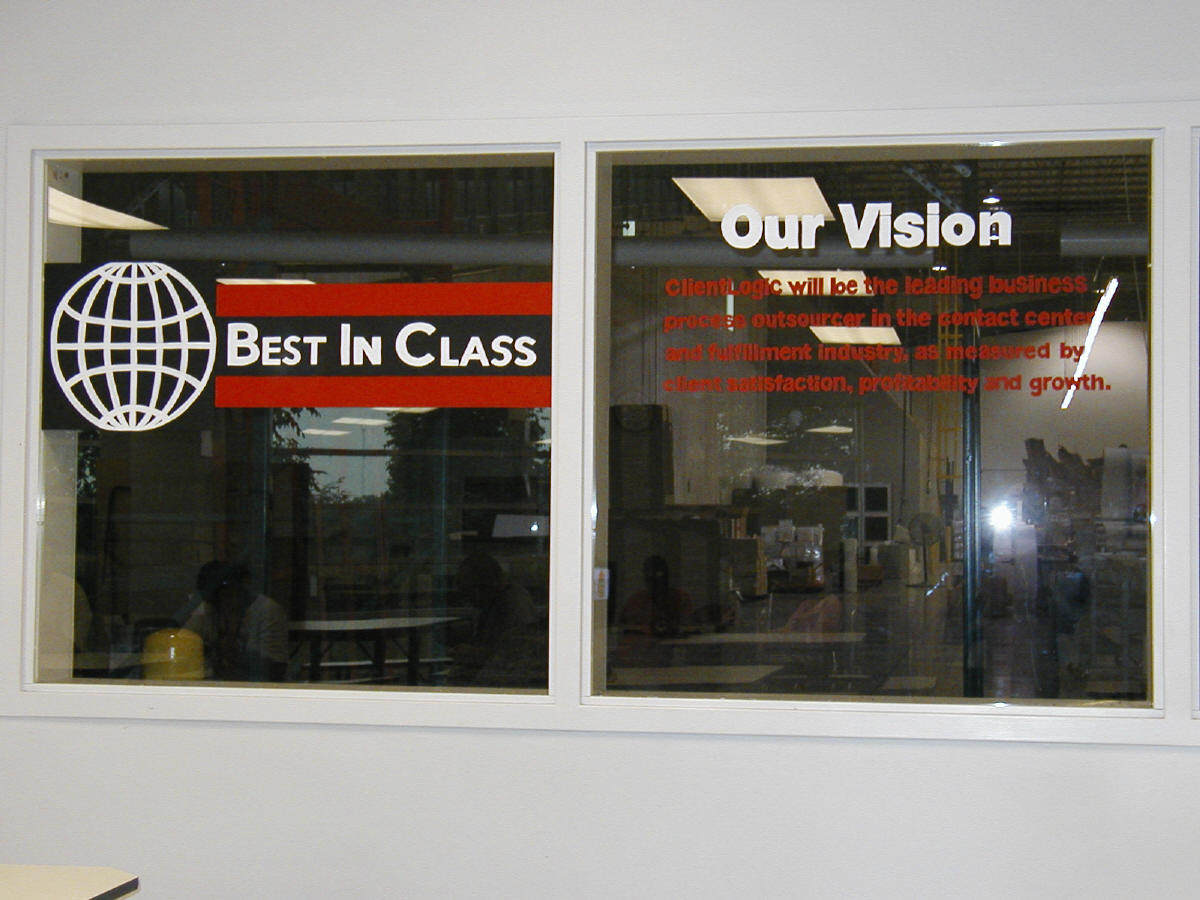 BEST IN CLASS
Our Vision
ClientLogic will be the leading business
process outsourcer in the contact center
and fulfillment industry, as measured by
client satisfaction, profitability and growth.